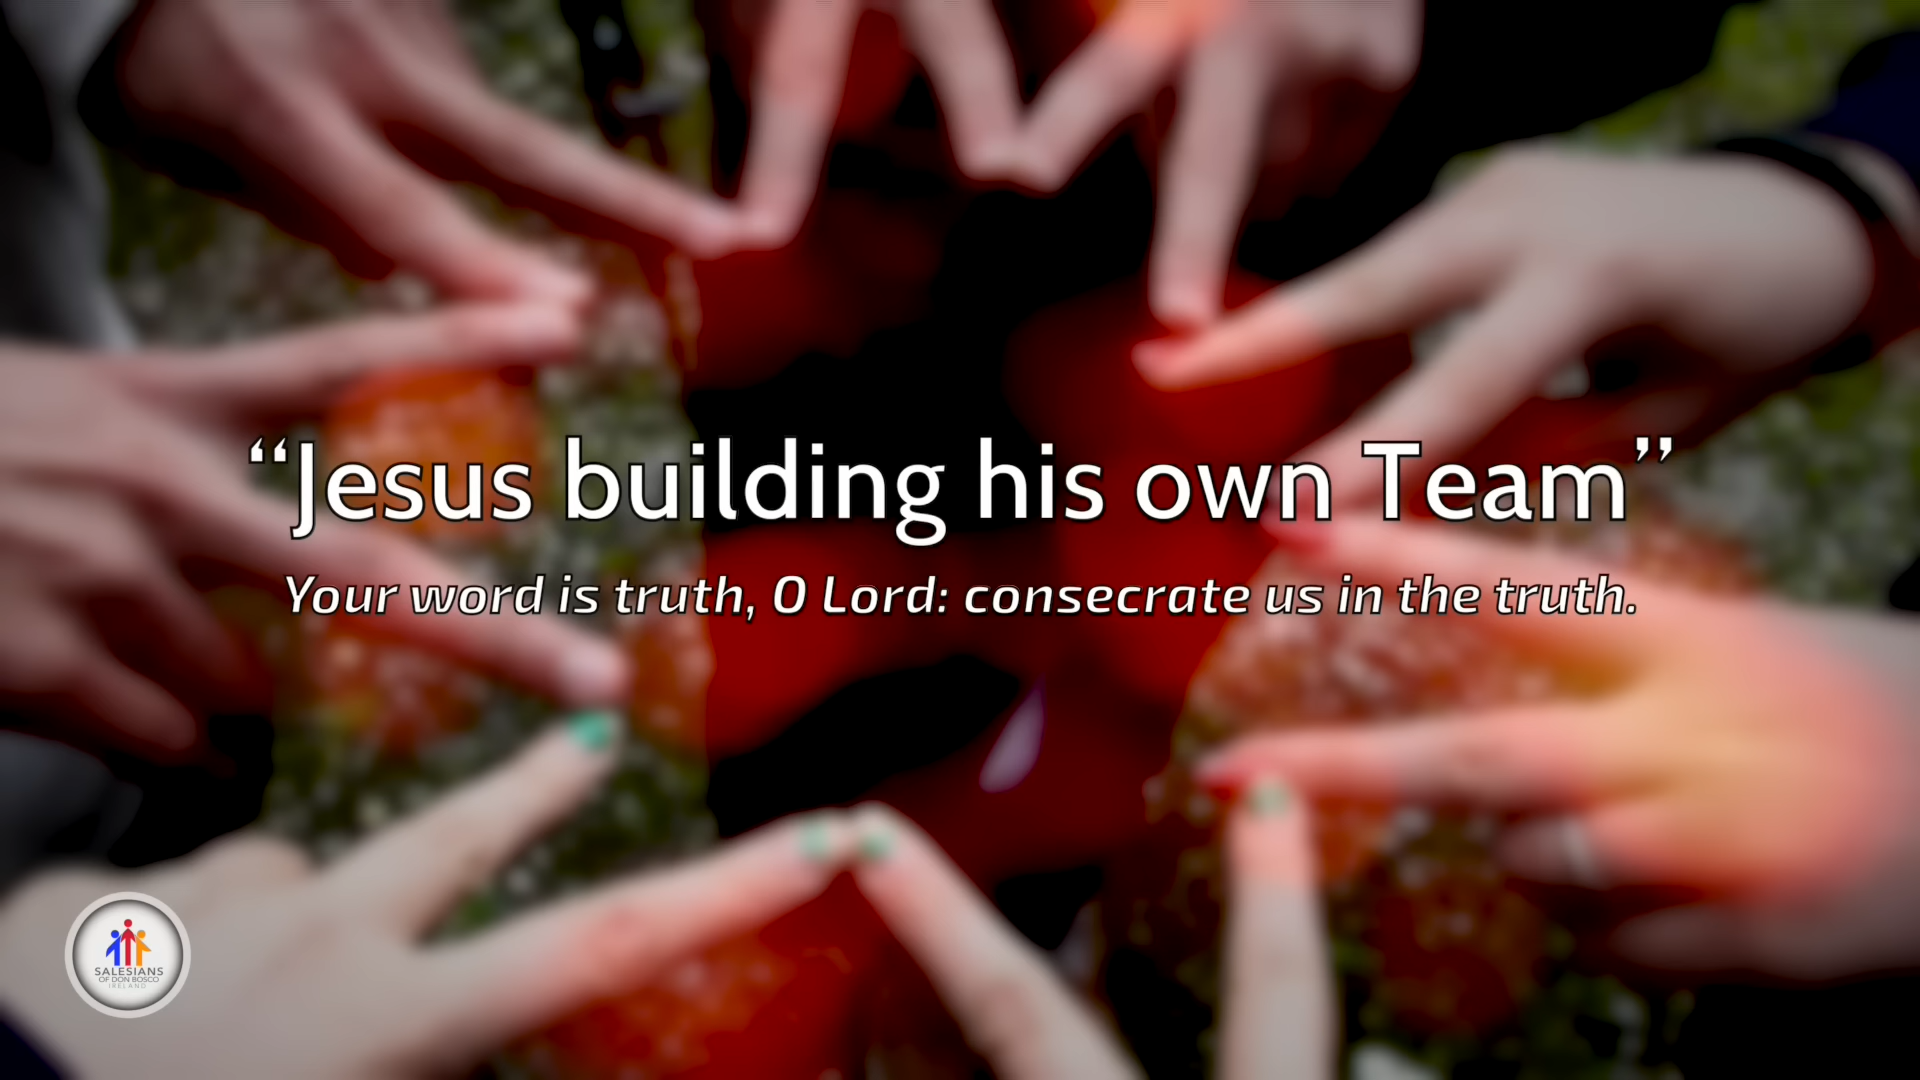 “Jesus building his own Team”
Your word is truth, O Lord: consecrate us in the truth.
SALESIANS
OF DON BOSCO
IRELAND